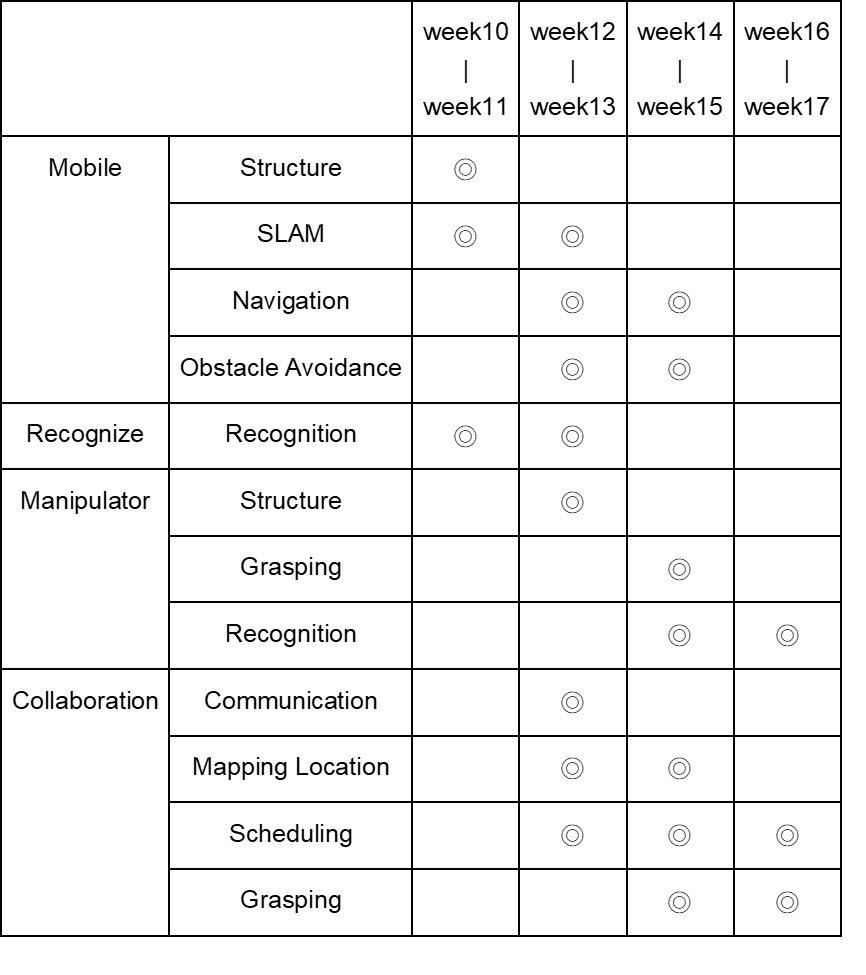 week10 week12 week14 week16
| | | |
week11 week13 week15 week17
Mobile Structure ◎
SLAM ◎ ◎
Navigation ◎ ◎
Obstacle Avoidance ◎ ◎
Recognize Recognition ◎ ◎
Manipulator Structure ◎
Grasping ◎
Recognition ◎ ◎
Collaboration Communication ◎
Mapping Location ◎ ◎
Scheduling ◎ ◎ ◎
Grasping ◎ ◎